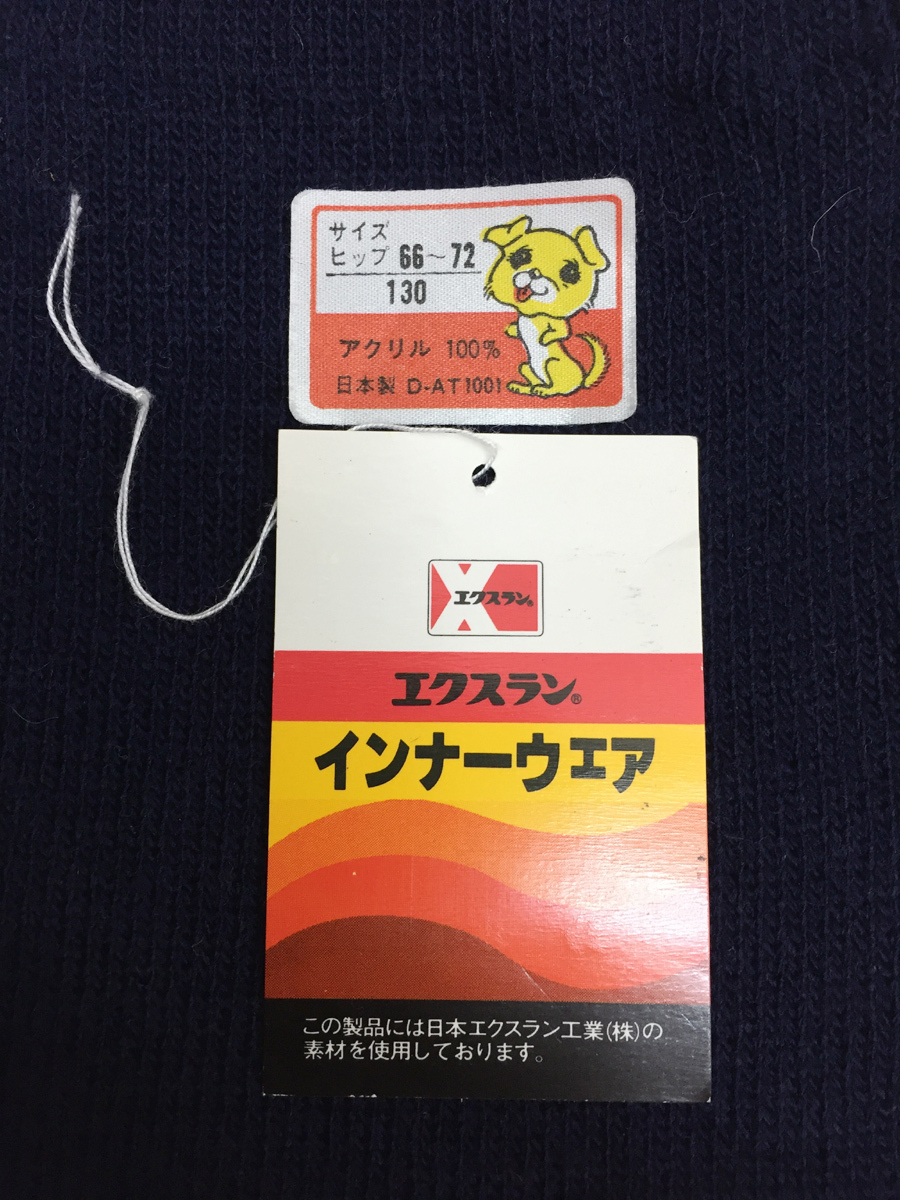 サイズ
ヒップ 66～72
130
アクリル 100%
日本製 D-AT1001
エクスラン®
エクスラン®
インナーウエア
この製品には日本エクスラン工業(株)の
素材を使用しております。